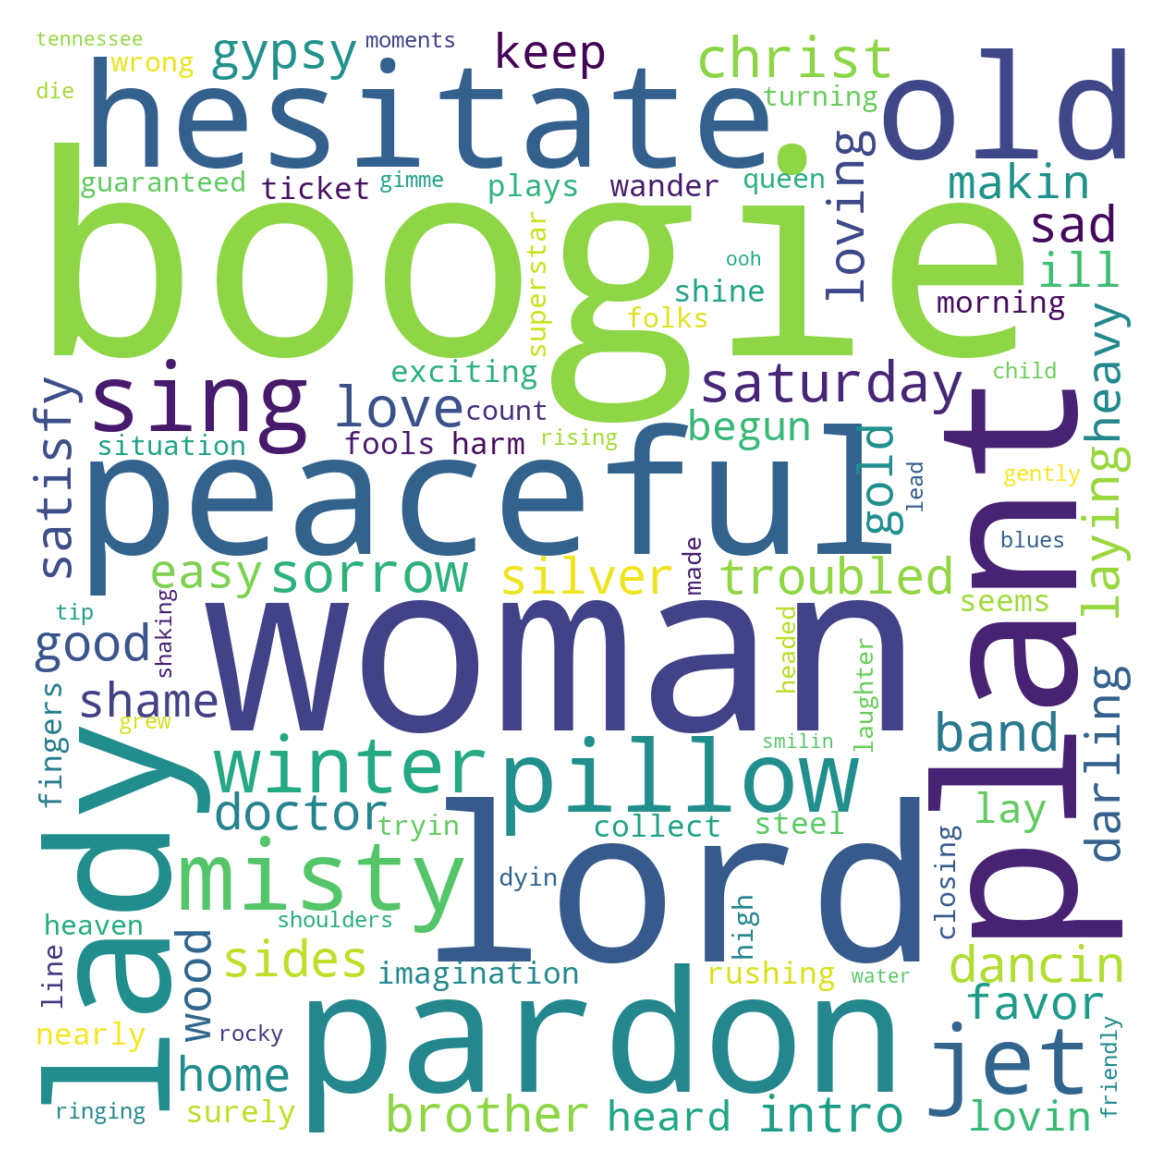 tennessee
wrong
gypsy
moments
keep
christ
die
hesitate
turning
old
guaranteed
ticket
gimme
plays
wander
queen
loving
makin
boogie
superstar
ooh
shine
folks
sad
ill
morning
sing
love
count
exciting
saturday
child
heavy
satisfy
situation
fools
harm
rising
begun
peaceful
gold
lead
gently
plant
laying
blues
easy
sorrow
silver
made
troubled
seems
tip
good
shaking
woman
headed
laughter
shame
grew
fingers
lady
winter
pillow
smilin
band
darling
doctor
tryin
collect
steel
lay
misty
lord
dyin
closing
heaven
shoulders
high
line
wood
sides
imagination
rushing
water
dancin
nearly
rocky
pardon
favor
jet
friendly
home
ringing
surely
brother
heard
intro
lovin